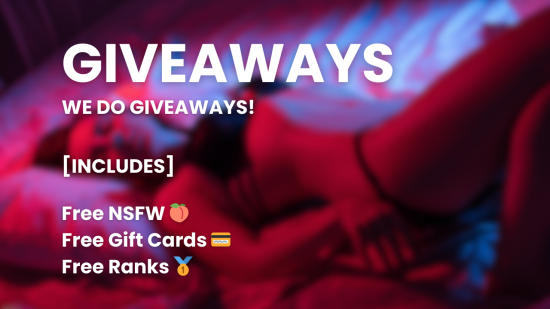 GIVEAWAYS
WE DO GIVEAWAYS!
[INCLUDES]
Free NSFW 🍑
Free Gift Cards 💳
Free Ranks 🏅